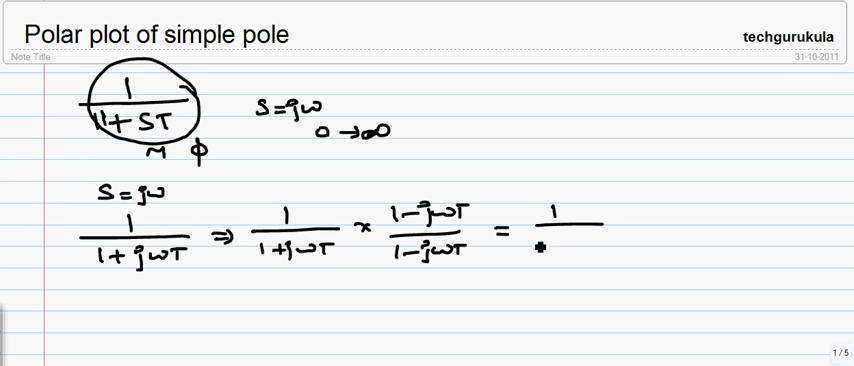 Polar plot of simple pole
techgurukula
Note Title
31-10-2011
1 / (1 + ST)
S = jω
0 → ∞
M φ
S = jω
1 / (1 + jωT) ⇒ 1 / (1 + jωT) × (1 - jωT) / (1 - jωT) = 1 /
1 / 5